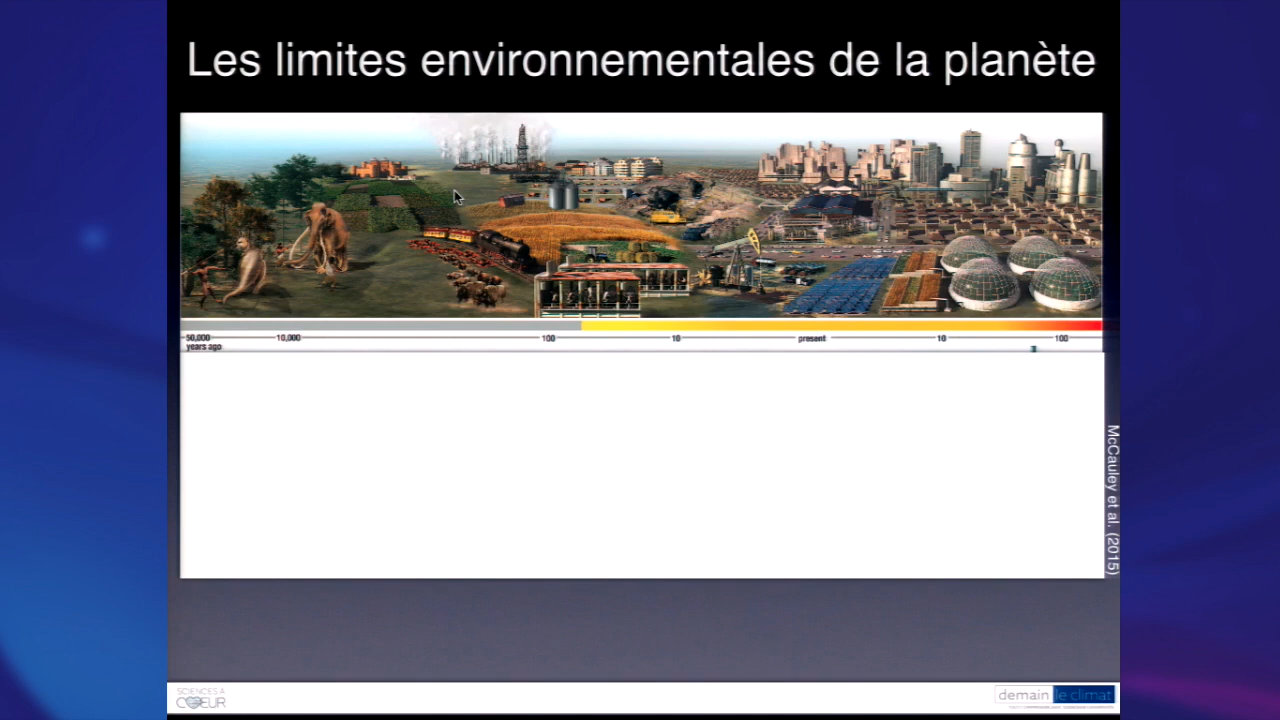 Les limites environnementales de la planète
50,000 10,000 100 10 present 10 100
years ago
McCauley et al. (2015)
SCIENCES À
CŒUR
demain le climat